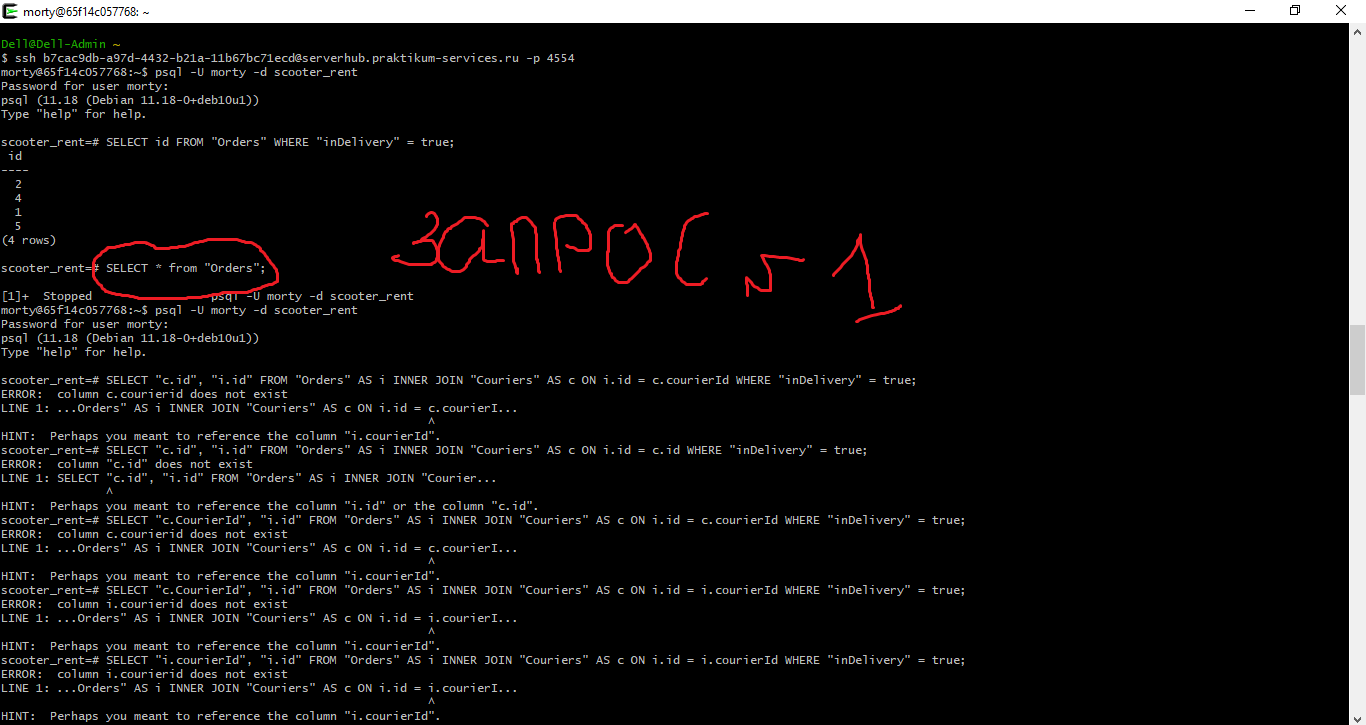 morty@65f14c057768: ~
Dell@Dell-Admin ~
$ ssh b7cac9db-a97d-4432-b21a-11b67bc71ecd@serverhub.praktikum-services.ru -p 4554
morty@65f14c057768:~$ psql -U morty -d scooter_rent
Password for user morty:
psql (11.18 (Debian 11.18-0+deb10u1))
Type "help" for help.
scooter_rent=# SELECT id FROM "Orders" WHERE "inDelivery" = true;
id
----
2
4
1
5
(4 rows)
запрос 1
scooter_rent=# SELECT * from "Orders";
[1]+  Stopped                 psql -U morty -d scooter_rent
morty@65f14c057768:~$ psql -U morty -d scooter_rent
Password for user morty:
psql (11.18 (Debian 11.18-0+deb10u1))
Type "help" for help.
scooter_rent=# SELECT "c.id", "i.id" FROM "Orders" AS i INNER JOIN "Couriers" AS c ON i.id = c.courierId WHERE "inDelivery" = true;
ERROR:  column c.courierid does not exist
LINE 1: ...Orders" AS i INNER JOIN "Couriers" AS c ON i.id = c.courierI...
^
HINT:  Perhaps you meant to reference the column "i.courierId".
scooter_rent=# SELECT "c.id", "i.id" FROM "Orders" AS i INNER JOIN "Couriers" AS c ON i.id = c.id WHERE "inDelivery" = true;
ERROR:  column "c.id" does not exist
LINE 1: SELECT "c.id", "i.id" FROM "Orders" AS i INNER JOIN "Courier...
^
HINT:  Perhaps you meant to reference the column "i.id" or the column "c.id".
scooter_rent=# SELECT "c.CourierId", "i.id" FROM "Orders" AS i INNER JOIN "Couriers" AS c ON i.id = c.courierId WHERE "inDelivery" = true;
ERROR:  column c.courierid does not exist
LINE 1: ...Orders" AS i INNER JOIN "Couriers" AS c ON i.id = c.courierI...
^
HINT:  Perhaps you meant to reference the column "i.courierId".
scooter_rent=# SELECT "c.CourierId", "i.id" FROM "Orders" AS i INNER JOIN "Couriers" AS c ON i.id = i.courierId WHERE "inDelivery" = true;
ERROR:  column i.courierid does not exist
LINE 1: ...Orders" AS i INNER JOIN "Couriers" AS c ON i.id = i.courierI...
^
HINT:  Perhaps you meant to reference the column "i.courierId".
scooter_rent=# SELECT "i.courierId", "i.id" FROM "Orders" AS i INNER JOIN "Couriers" AS c ON i.id = i.courierId WHERE "inDelivery" = true;
ERROR:  column i.courierid does not exist
LINE 1: ...Orders" AS i INNER JOIN "Couriers" AS c ON i.id = i.courierI...
^
HINT:  Perhaps you meant to reference the column "i.courierId".